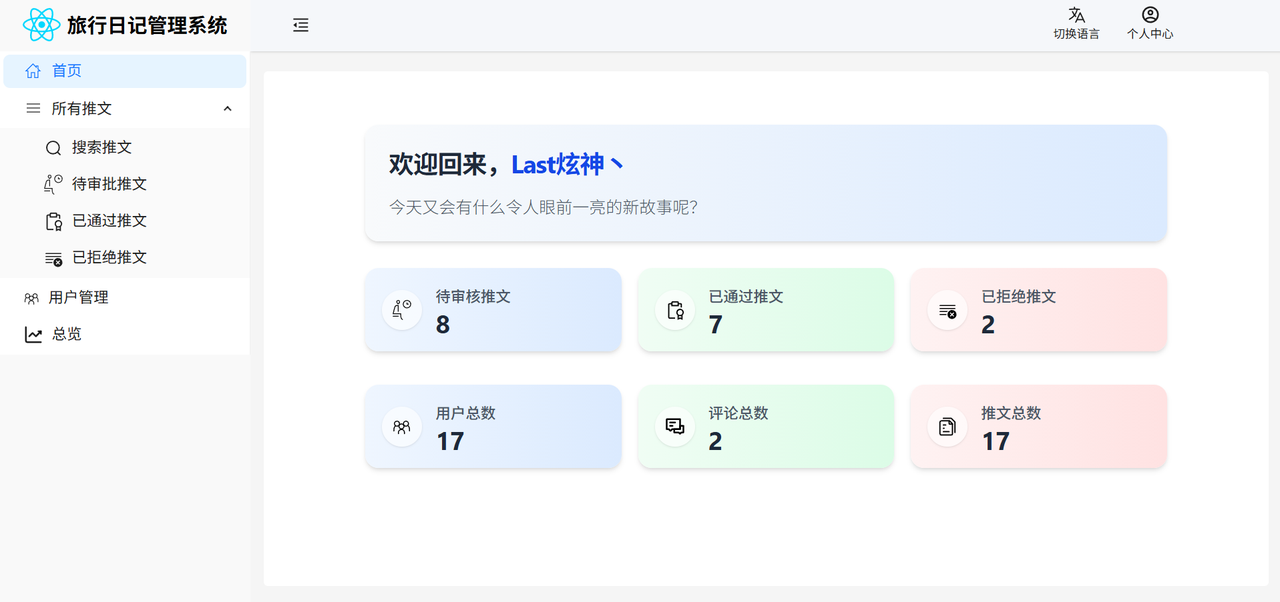 旅行日记管理系统
切换语言
个人中心
首页
所有推文
搜索推文
待审批推文
已通过推文
已拒绝推文
用户管理
总览
欢迎回来，Last炫神丶
今天又会有什么令人眼前一亮的新故事呢？
待审核推文
8
已通过推文
7
已拒绝推文
2
用户总数
17
评论总数
2
推文总数
17